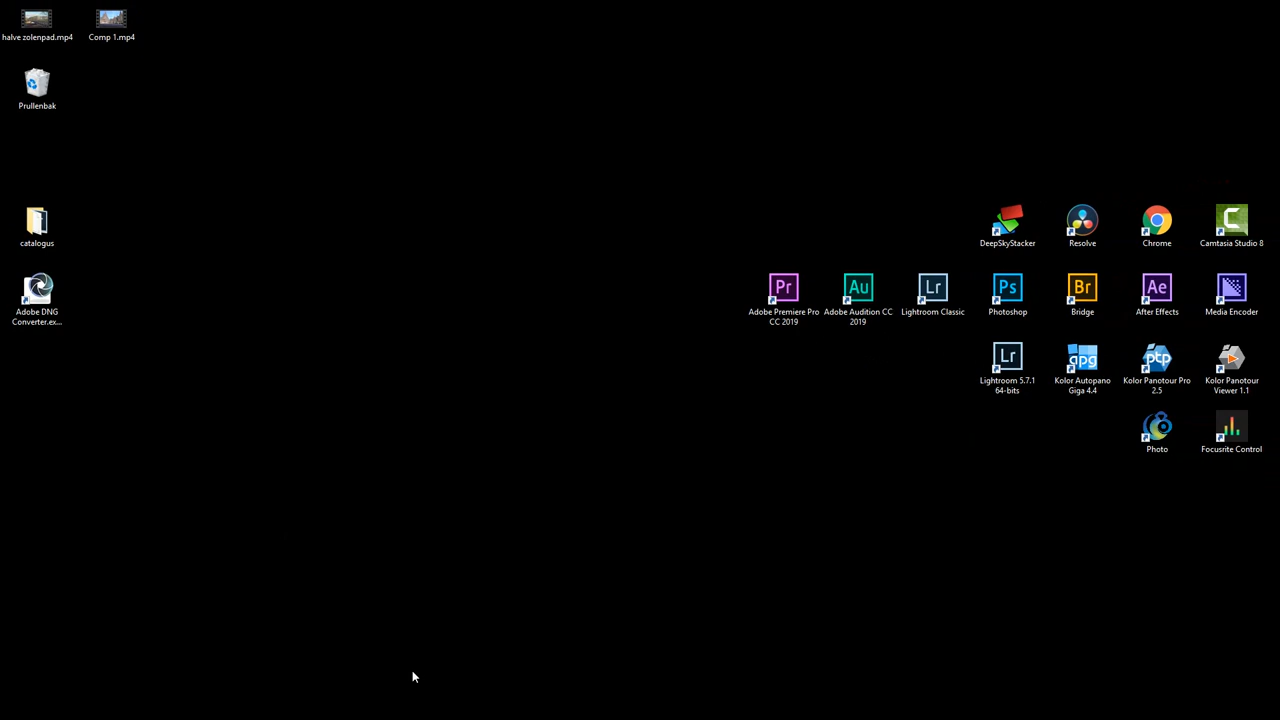 halve zolenpad.mp4
Comp 1.mp4
Prullenbak
catalogus
Adobe DNG
Converter.ex...
DeepSkyStacker
Resolve
Chrome
C
Camtasia Studio 8
Pr
Au
Lr
Ps
Br
Ae
Adobe Premiere Pro
CC 2019
Adobe Audition CC
2019
Lightroom Classic
Photoshop
Bridge
After Effects
Media Encoder
Lr
apg
ptp
Lightroom 5.7.1
64-bits
Kolor Autopano
Giga 4.4
Kolor Panotour Pro
2.5
Kolor Panotour
Viewer 1.1
Photo
Focusrite Control